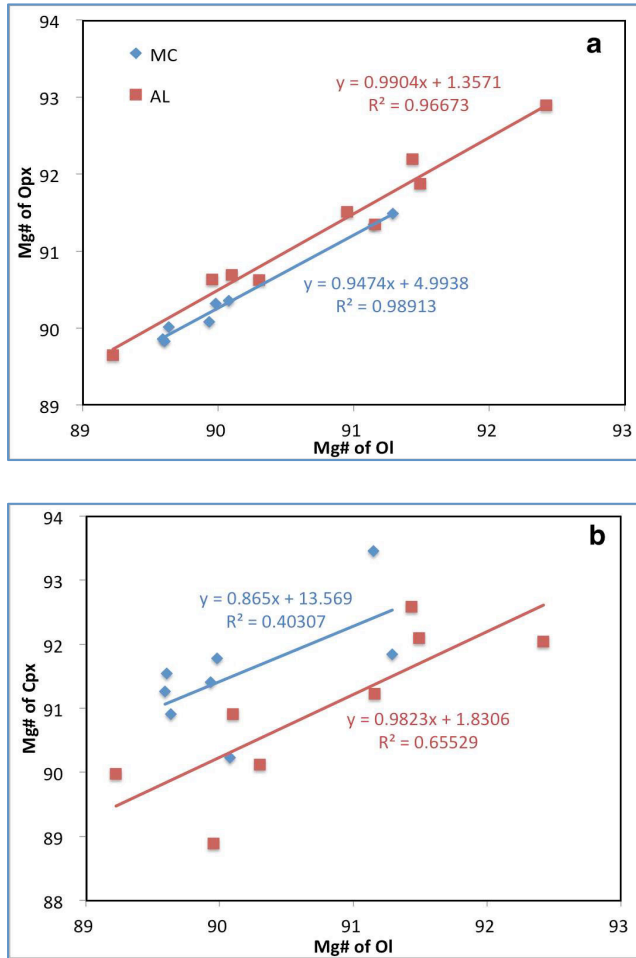 94
a
MC
AL
93
y = 0.9904x + 1.3571
R² = 0.96673
92
Mg# of Opx
91
y = 0.9474x + 4.9938
R² = 0.98913
90
89
89 90 91 92 93
Mg# of Ol
94
b
93
y = 0.865x + 13.569
R² = 0.40307
92
Mg# of Cpx
91
y = 0.9823x + 1.8306
R² = 0.65529
90
89
88
89 90 91 92 93
Mg# of Ol